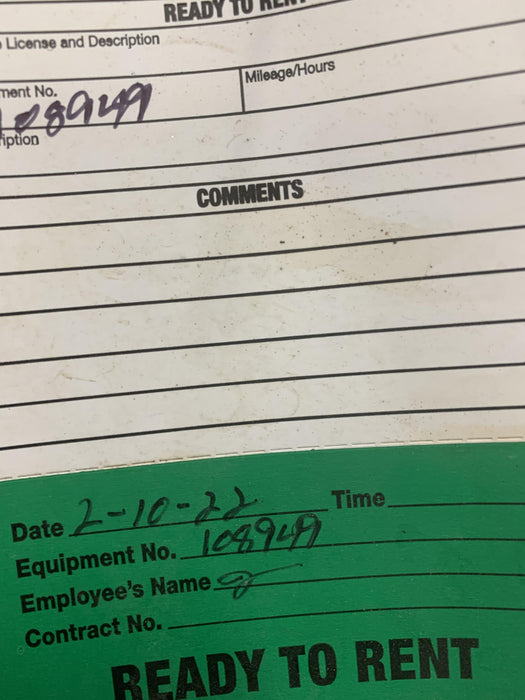 READY TO RENT
License and Description
ment No.
Mileage/Hours
108949
iption
COMMENTS
Date 2-10-22 Time
Equipment No. 108949
Employee's Name
Contract No.
READY TO RENT